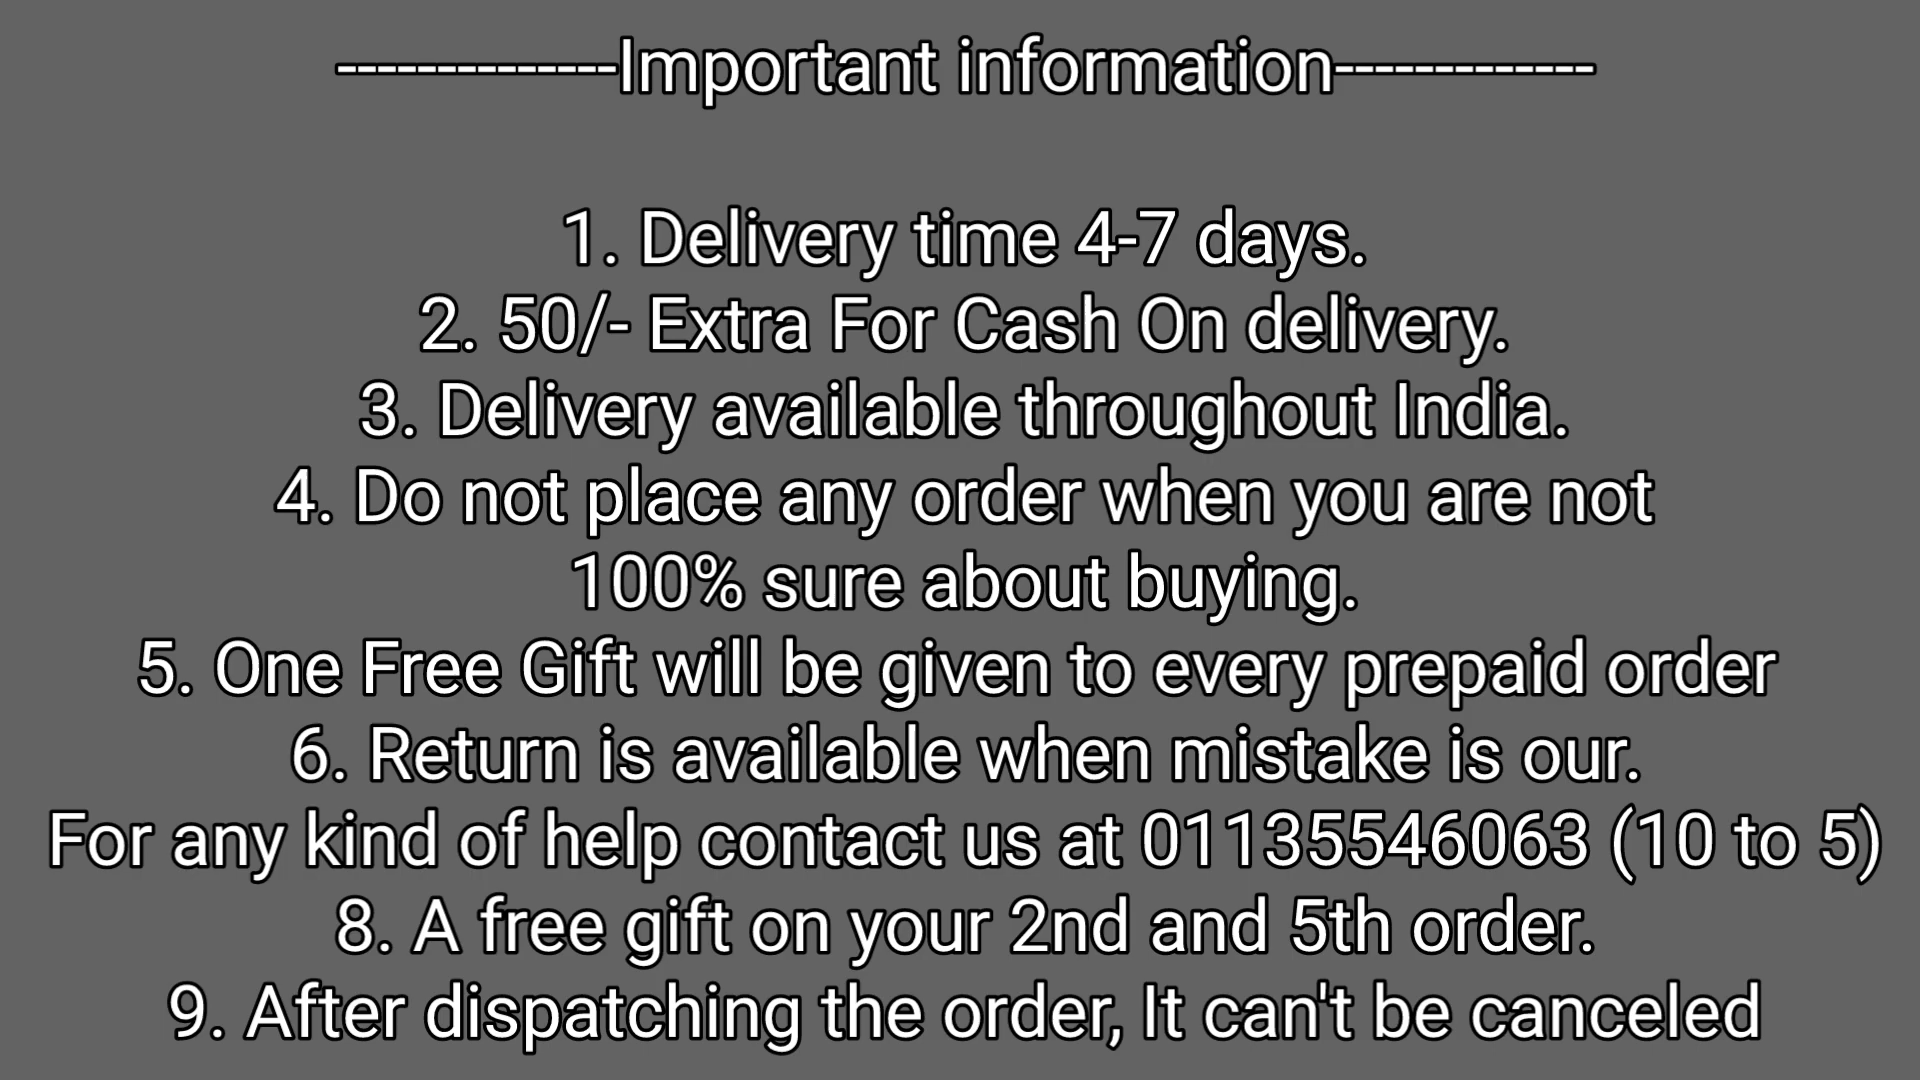 --------------Important information-------------
1. Delivery time 4-7 days.
2. 50/- Extra For Cash On delivery.
3. Delivery available throughout India.
4. Do not place any order when you are not
100% sure about buying.
5. One Free Gift will be given to every prepaid order
6. Return is available when mistake is our.
For any kind of help contact us at 01135546063 (10 to 5)
8. A free gift on your 2nd and 5th order.
9. After dispatching the order, It can't be canceled